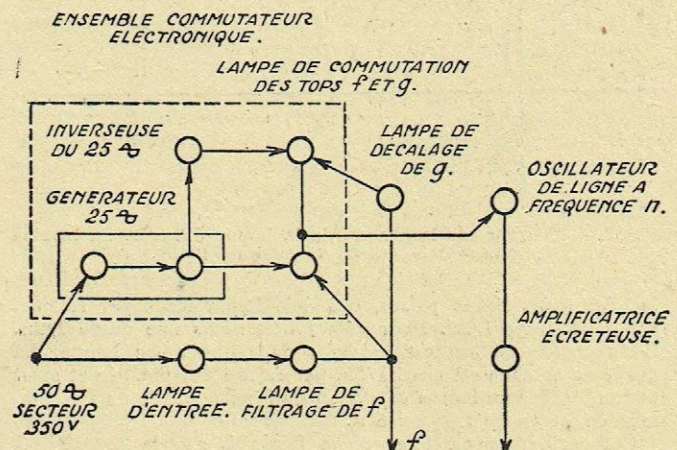 ENSEMBLE COMMUTATEUR
ELECTRONIQUE.
LAMPE DE COMMUTATION
DES TOPS f ET g.
INVERSEUSE
DU 25 ∿
LAMPE DE
DECALAGE
DE g.
OSCILLATEUR
DE LIGNE A
FREQUENCE n.
GENERATEUR
25 ∿
AMPLIFICATRICE
ECRETEUSE.
50 ∿
SECTEUR
350V
LAMPE
D'ENTREE.
LAMPE DE
FILTRAGE DE f
f